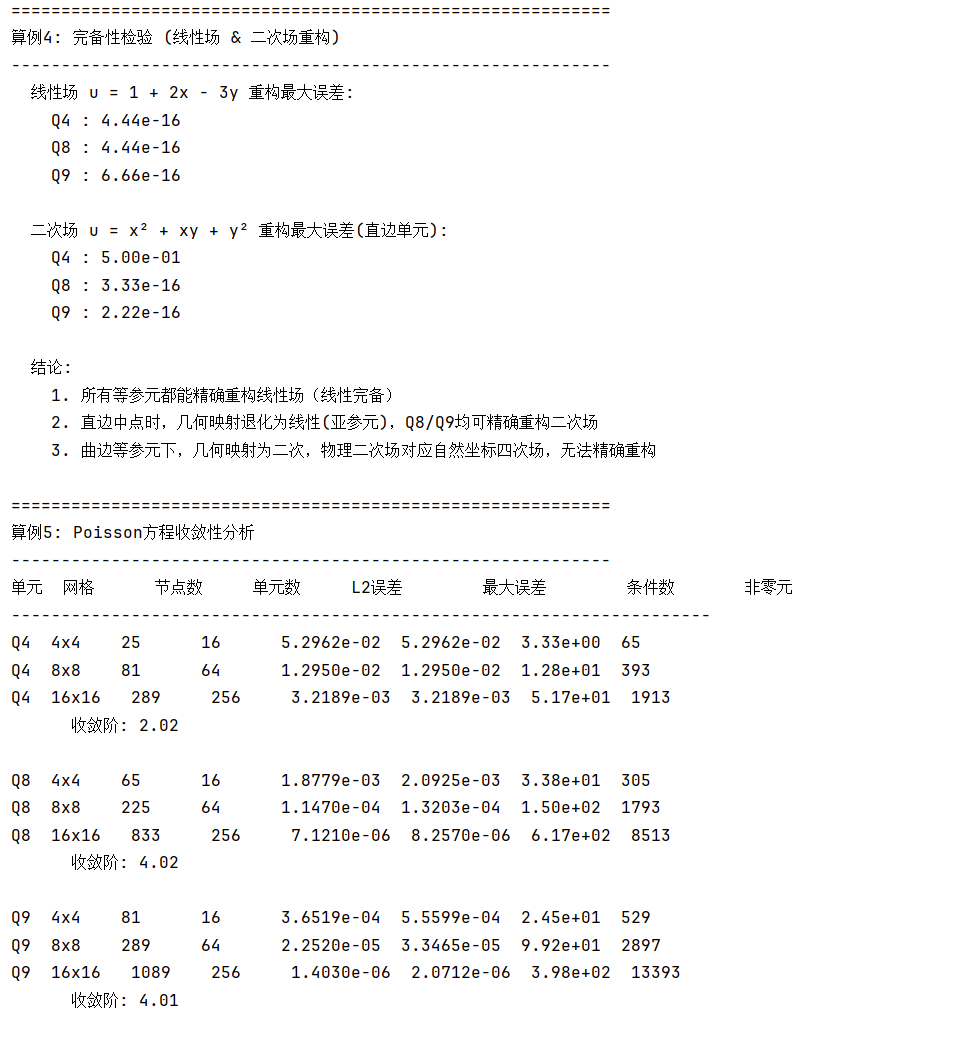 ============================================================
算例4: 完备性检验 (线性场 & 二次场重构)
------------------------------------------------------------
线性场 u = 1 + 2x - 3y 重构最大误差:
Q4 : 4.44e-16
Q8 : 4.44e-16
Q9 : 6.66e-16
二次场 u = x² + xy + y² 重构最大误差(直边单元):
Q4 : 5.00e-01
Q8 : 3.33e-16
Q9 : 2.22e-16
结论:
1. 所有等参元都能精确重构线性场（线性完备）
2. 直边中点时，几何映射退化为线性(亚参元)，Q8/Q9均可精确重构二次场
3. 曲边等参元下，几何映射为二次，物理二次场对应自然坐标四次场，无法精确重构
============================================================
算例5: Poisson方程收敛性分析
------------------------------------------------------------
单元 网格 节点数 单元数 L2误差 最大误差 条件数 非零元
----------------------------------------------------------------------
Q4 4x4 25 16 5.2962e-02 5.2962e-02 3.33e+00 65
Q4 8x8 81 64 1.2950e-02 1.2950e-02 1.28e+01 393
Q4 16x16 289 256 3.2189e-03 3.2189e-03 5.17e+01 1913
收敛阶: 2.02
Q8 4x4 65 16 1.8779e-03 2.0925e-03 3.38e+01 305
Q8 8x8 225 64 1.1470e-04 1.3203e-04 1.50e+02 1793
Q8 16x16 833 256 7.1210e-06 8.2570e-06 6.17e+02 8513
收敛阶: 4.02
Q9 4x4 81 16 3.6519e-04 5.5599e-04 2.45e+01 529
Q9 8x8 289 64 2.2520e-05 3.3465e-05 9.92e+01 2897
Q9 16x16 1089 256 1.4030e-06 2.0712e-06 3.98e+02 13393
收敛阶: 4.01